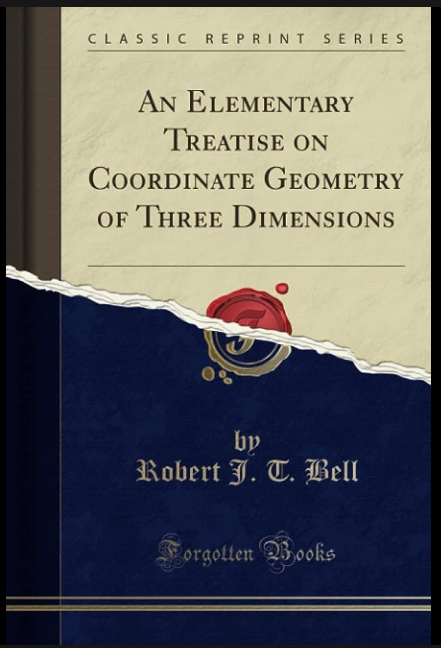 CLASSIC REPRINT SERIES
AN ELEMENTARY
TREATISE ON
COORDINATE GEOMETRY
OF THREE DIMENSIONS
F
by
Robert J. T. Bell
Forgotten Books